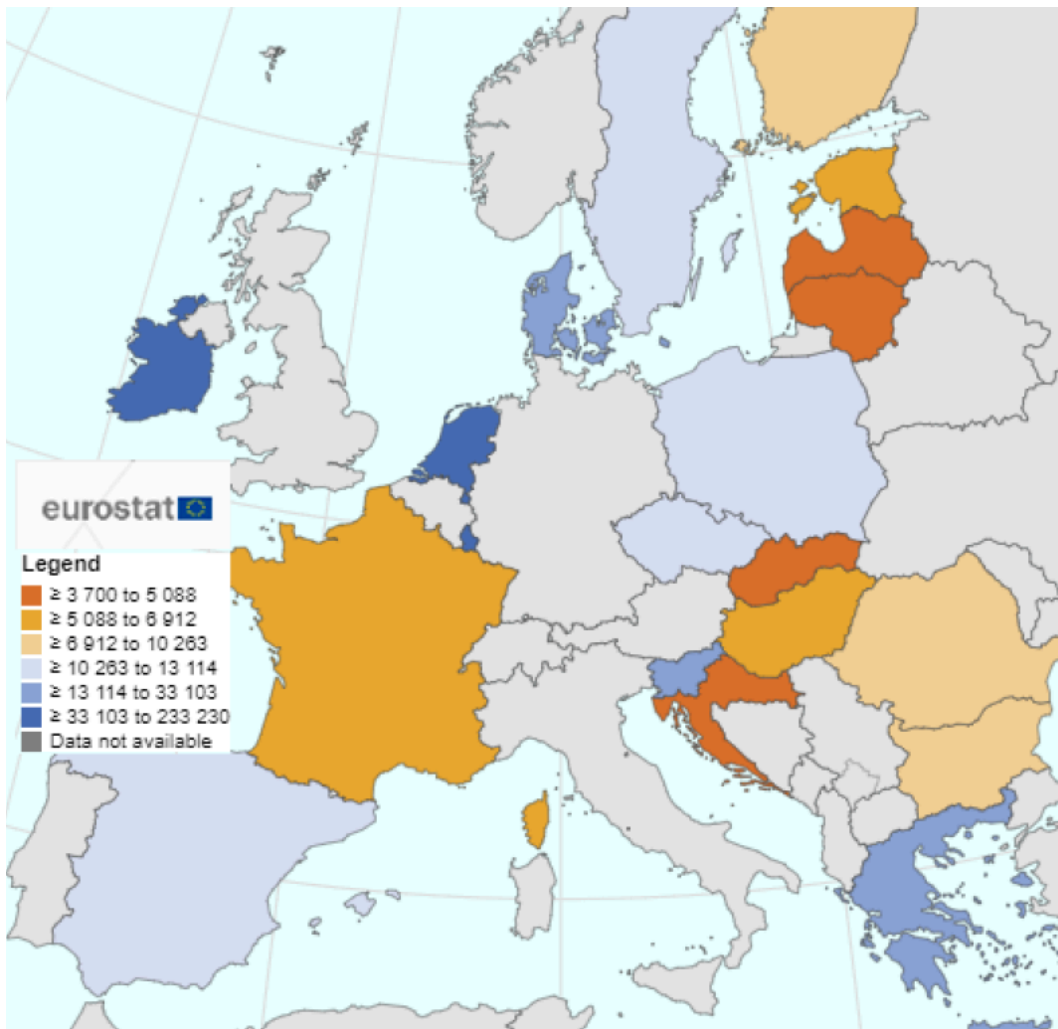 eurostat
Legend
≥ 3 700 to 5 088
≥ 5 088 to 6 912
≥ 6 912 to 10 263
≥ 10 263 to 13 114
≥ 13 114 to 33 103
≥ 33 103 to 233 230
Data not available